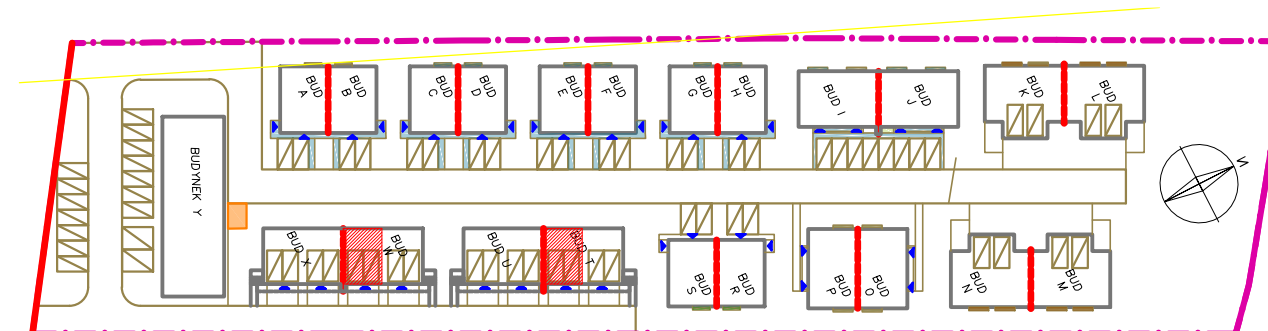 BUD A
BUD B
BUD C
BUD D
BUD E
BUD F
BUD G
BUD H
BUD I
BUD J
BUD K
BUD L
N
BUDYNEK Y
BUD X
BUD W
BUD U
BUD T
BUD S
BUD R
BUD P
BUD O
BUD N
BUD M